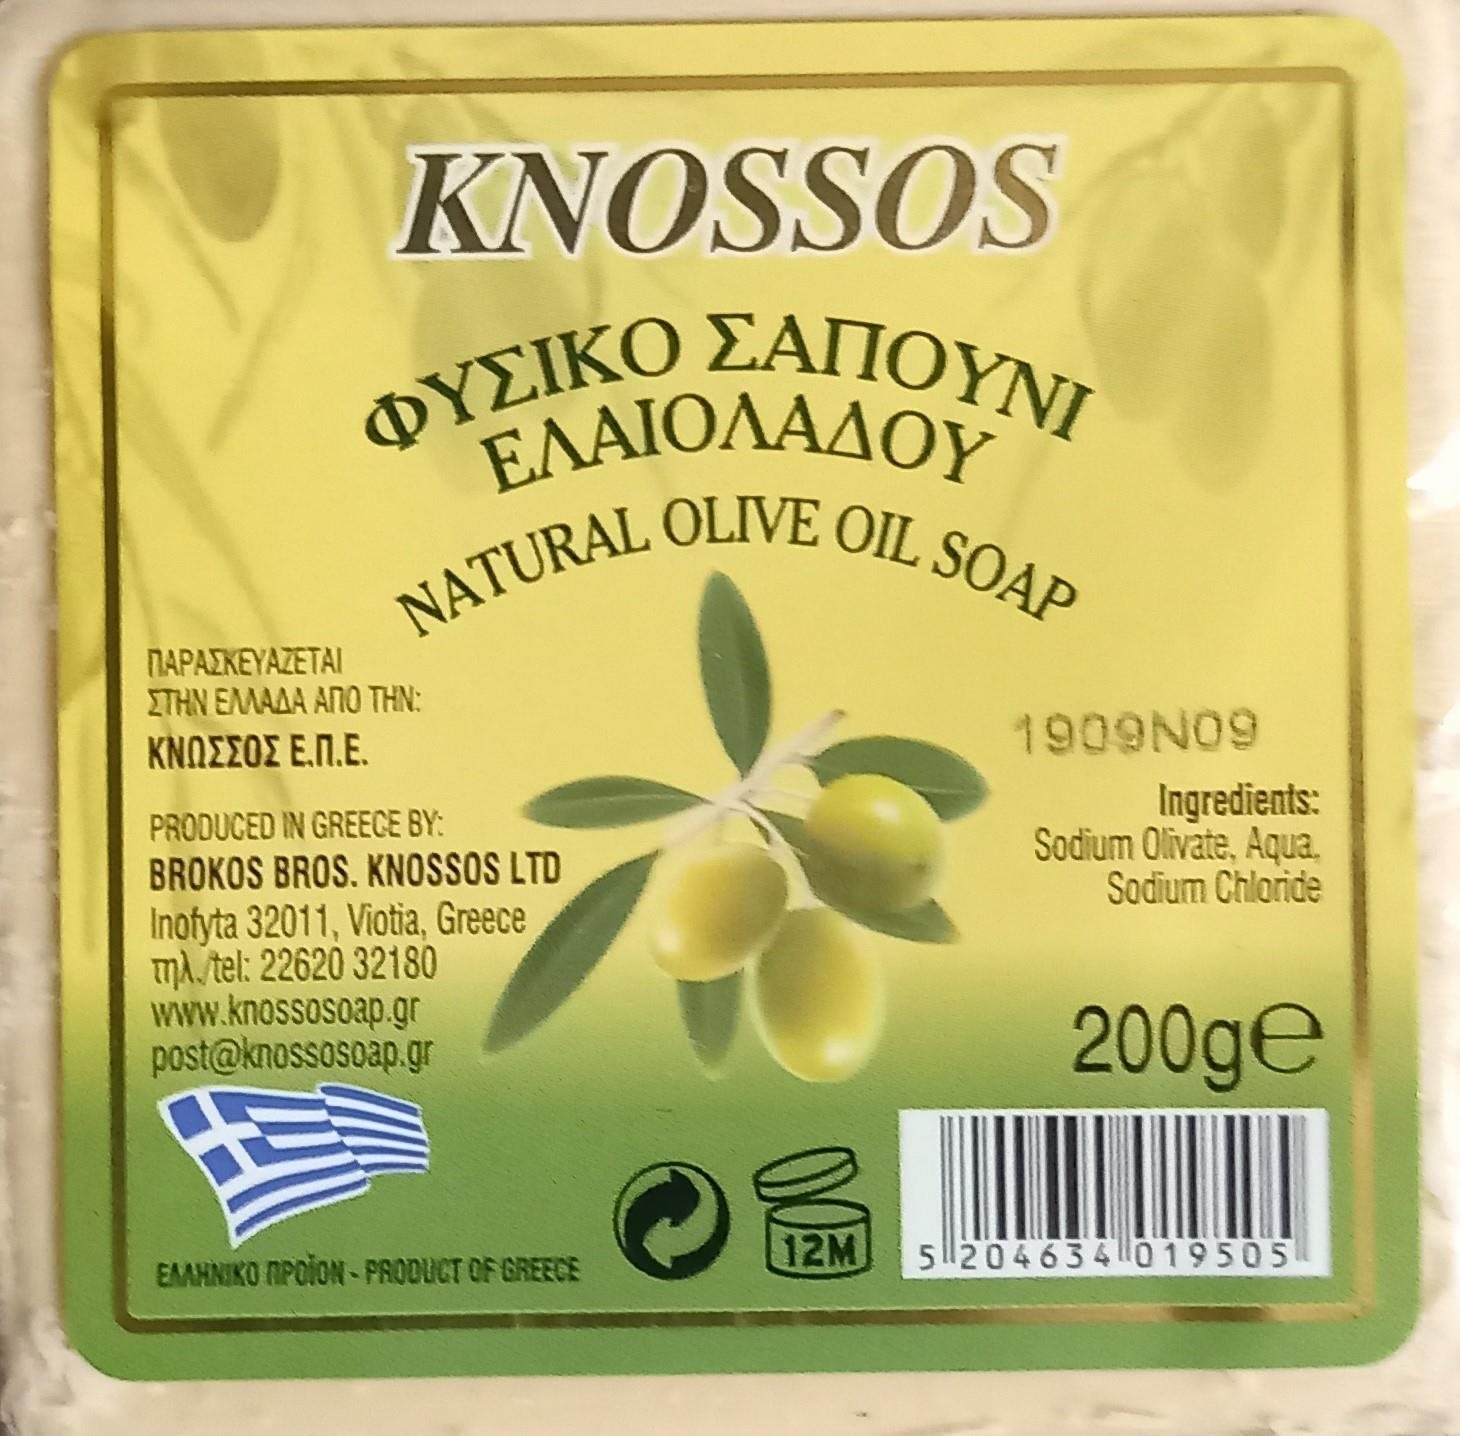 KNOSSOS
ΦΥΣΙΚΟ ΣΑΠΟΥΝΙ
ΕΛΑΙΟΛΑΔΟΥ
NATURAL OLIVE OIL SOAP
ΠΑΡΑΣΚΕΥΑΖΕΤΑΙ
ΣΤΗΝ ΕΛΛΑΔΑ ΑΠΟ ΤΗΝ:
ΚΝΩΣΣΟΣ Ε.Π.Ε.
PRODUCED IN GREECE BY:
BROKOS BROS. KNOSSOS LTD
Inofyta 32011, Viotia, Greece
τηλ./tel: 22620 32180
www.knossosoap.gr
post@knossosoap.gr
1909N09
Ingredients:
Sodium Olivate, Aqua,
Sodium Chloride
200g℮
ΕΛΛΗΝΙΚΟ ΠΡΟΪΟΝ - PRODUCT OF GREECE
12M
5 204634 019505